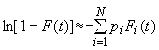 ln[1 − F(t)] ≈ −∑_{i=1}^{N} p_i F_i(t)